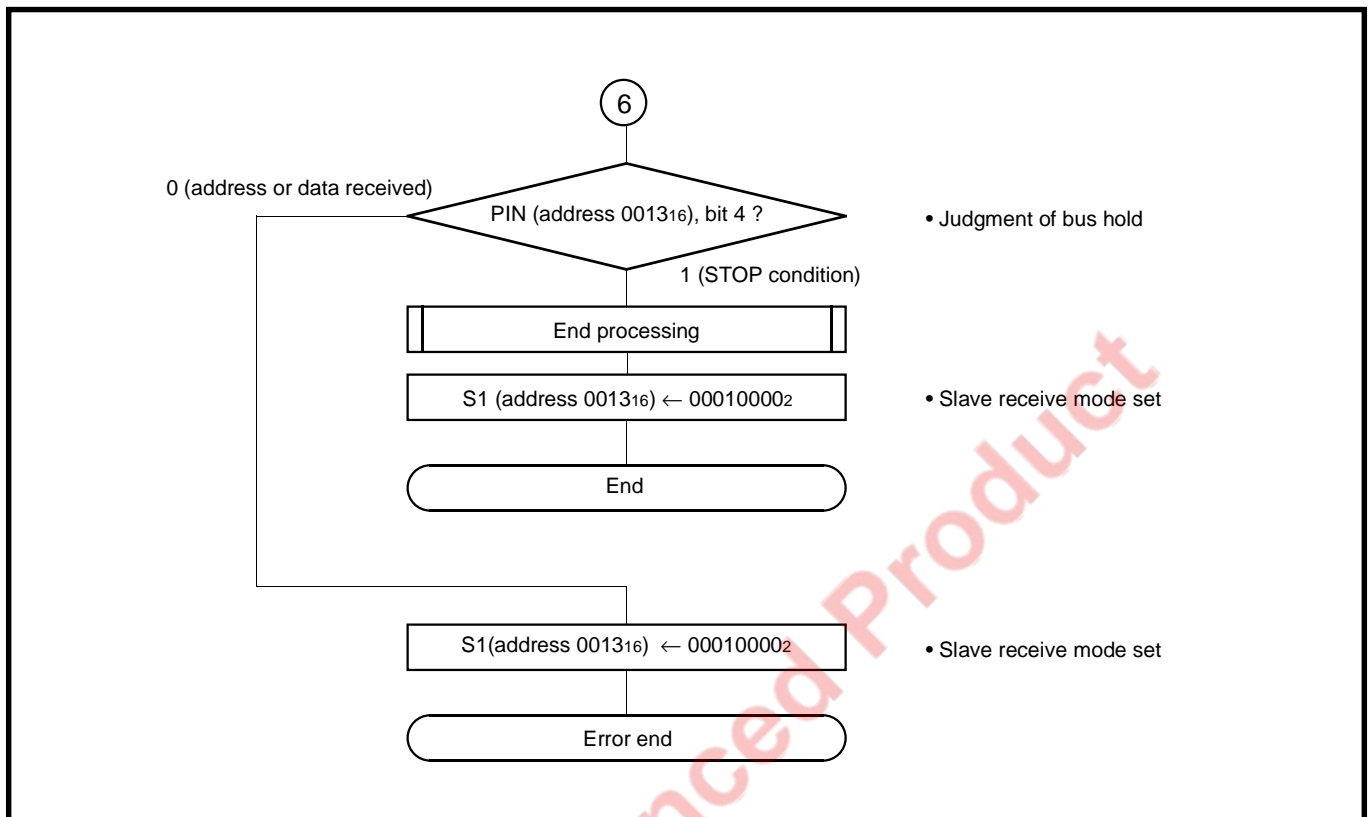 6
0 (address or data received)
PIN (address 001316), bit 4 ?
• Judgment of bus hold
1 (STOP condition)
End processing
S1 (address 001316) ← 000100002
• Slave receive mode set
End
S1(address 001316) ← 000100002
• Slave receive mode set
Error end
nced Product